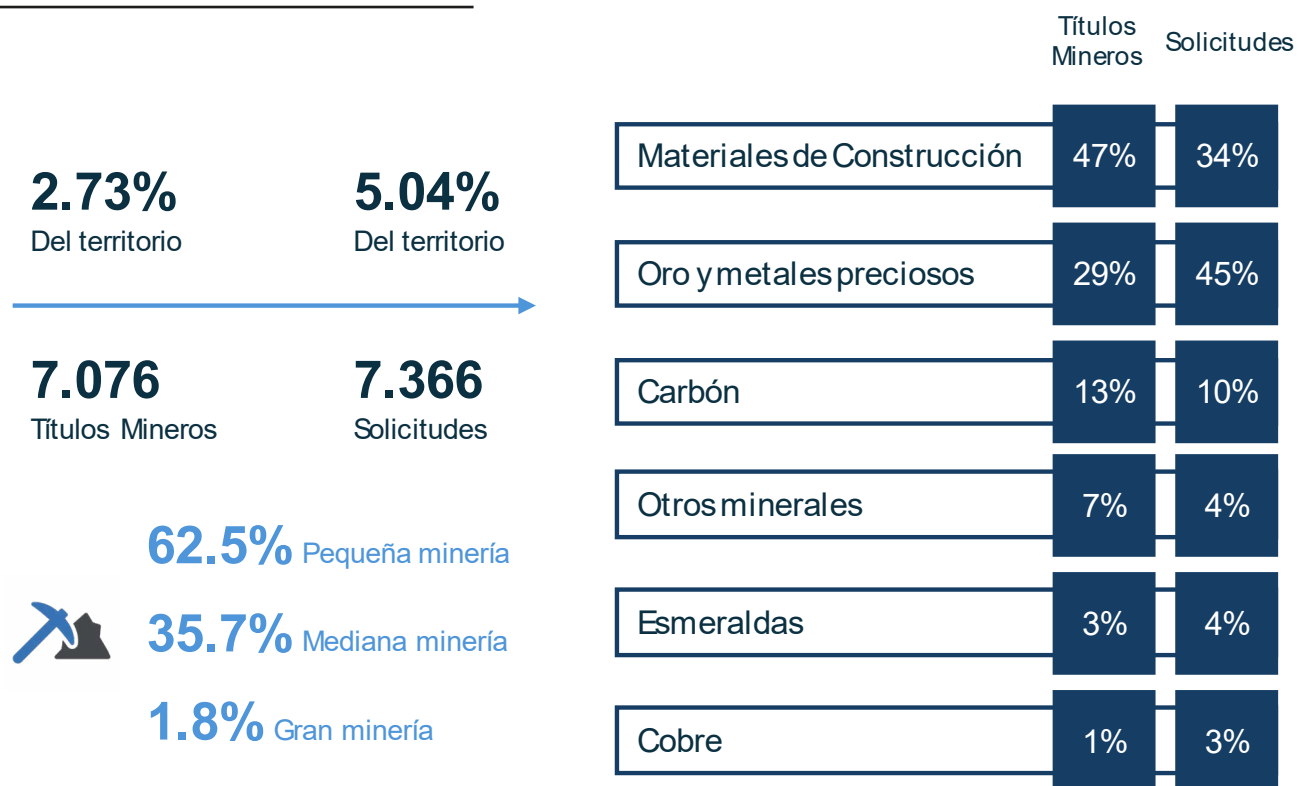 2.73%
Del territorio
5.04%
Del territorio
7.076
Títulos Mineros
7.366
Solicitudes
62.5% Pequeña minería
35.7% Mediana minería
1.8% Gran minería
Títulos
Mineros
Solicitudes
Materiales de Construcción 47% 34%
Oro y metales preciosos 29% 45%
Carbón 13% 10%
Otros minerales 7% 4%
Esmeraldas 3% 4%
Cobre 1% 3%